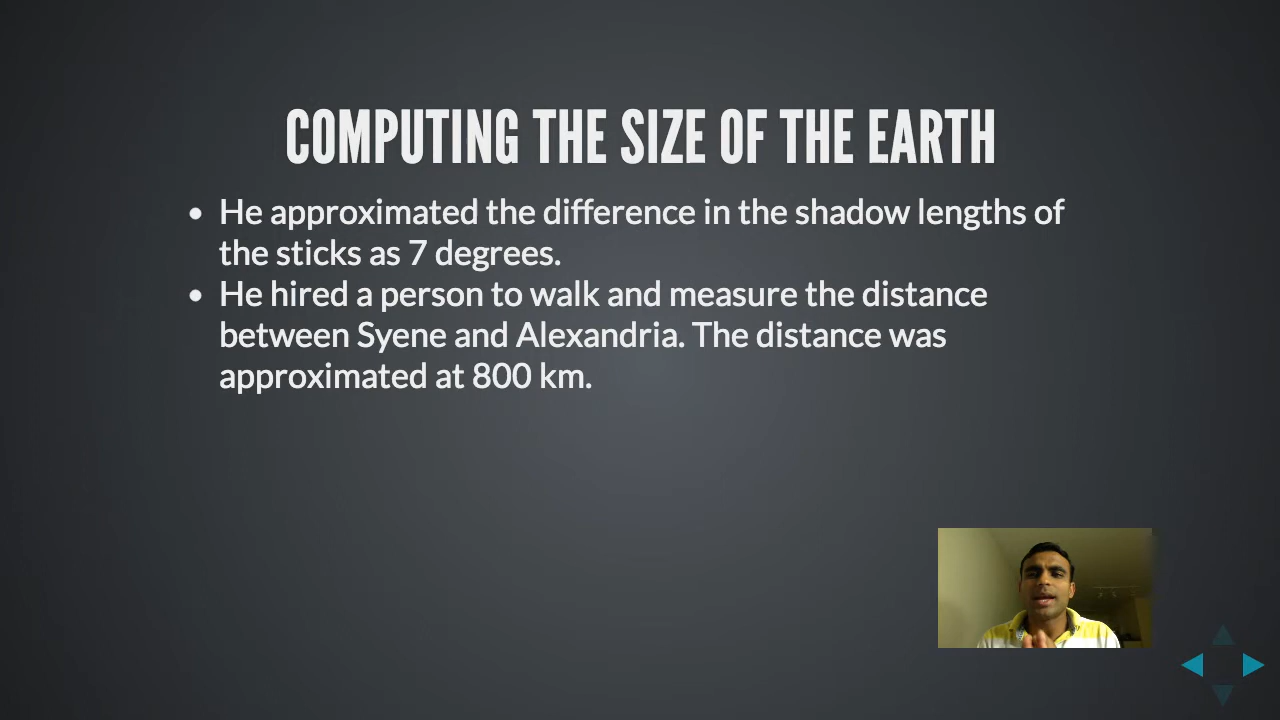 COMPUTING THE SIZE OF THE EARTH
• He approximated the difference in the shadow lengths of
the sticks as 7 degrees.
• He hired a person to walk and measure the distance
between Syene and Alexandria. The distance was
approximated at 800 km.